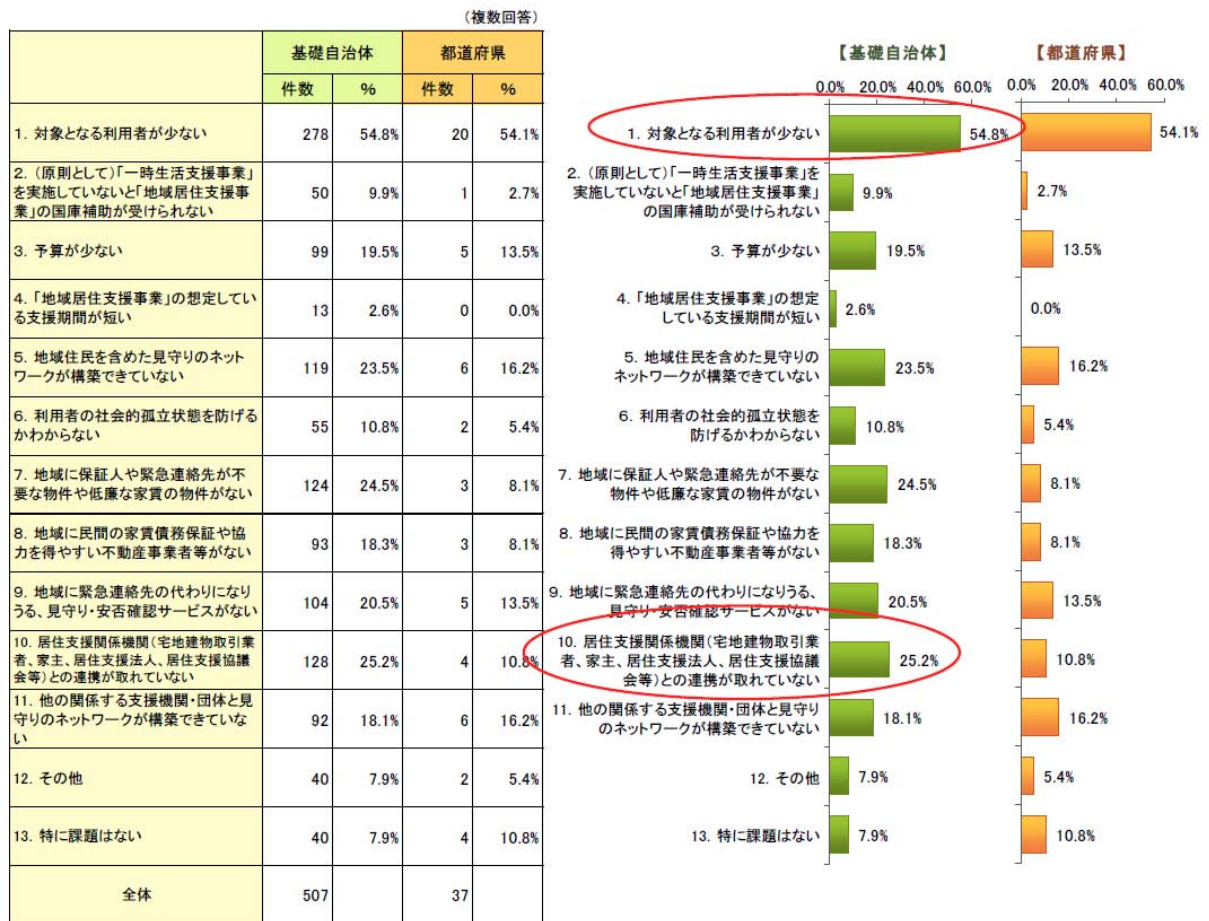 (複数回答)
基礎自治体 都道府県
件数 % 件数 %
1. 対象となる利用者が少ない 278 54.8% 20 54.1%
2. (原則として)「一時生活支援事業」
を実施していないと「地域居住支援事
業」の国庫補助が受けられない 50 9.9% 1 2.7%
3. 予算が少ない 99 19.5% 5 13.5%
4. 「地域居住支援事業」の想定してい
る支援期間が短い 13 2.6% 0 0.0%
5. 地域住民を含めた見守りのネット
ワークが構築できていない 119 23.5% 6 16.2%
6. 利用者の社会的孤立状態を防げる
かわからない 55 10.8% 2 5.4%
7. 地域に保証人や緊急連絡先が不
要な物件や低廉な家賃の物件がない 124 24.5% 3 8.1%
8. 地域に民間の家賃債務保証や協
力を得やすい不動産事業者等がない 93 18.3% 3 8.1%
9. 地域に緊急連絡先の代わりになり
うる、見守り・安否確認サービスがない 104 20.5% 5 13.5%
10. 居住支援関係機関(宅地建物取引業
者、家主、居住支援法人、居住支援協議
会等)との連携が取れていない 128 25.2% 4 10.8%
11. 他の関係する支援機関・団体と見
守りのネットワークが構築できていな
い 92 18.1% 6 16.2%
12. その他 40 7.9% 2 5.4%
13. 特に課題はない 40 7.9% 4 10.8%
全体 507 37
【基礎自治体】 【都道府県】
0.0% 20.0% 40.0% 60.0% 0.0% 20.0% 40.0% 60.0%
1. 対象となる利用者が少ない 54.8% 54.1%
2. (原則として)「一時生活支援事業」を
実施していないと「地域居住支援事業」
の国庫補助が受けられない 9.9% 2.7%
3. 予算が少ない 19.5% 13.5%
4. 「地域居住支援事業」の想定
している支援期間が短い 2.6% 0.0%
5. 地域住民を含めた見守りの
ネットワークが構築できていない 23.5% 16.2%
6. 利用者の社会的孤立状態を
防げるかわからない 10.8% 5.4%
7. 地域に保証人や緊急連絡先が不要な
物件や低廉な家賃の物件がない 24.5% 8.1%
8. 地域に民間の家賃債務保証や協力を
得やすい不動産事業者等がない 18.3% 8.1%
9. 地域に緊急連絡先の代わりになりうる、
見守り・安否確認サービスがない 20.5% 13.5%
10. 居住支援関係機関(宅地建物取引業
者、家主、居住支援法人、居住支援協議
会等)との連携が取れていない 25.2% 10.8%
11. 他の関係する支援機関・団体と見守り
のネットワークが構築できていない 18.1% 16.2%
12. その他 7.9% 5.4%
13. 特に課題はない 7.9% 10.8%